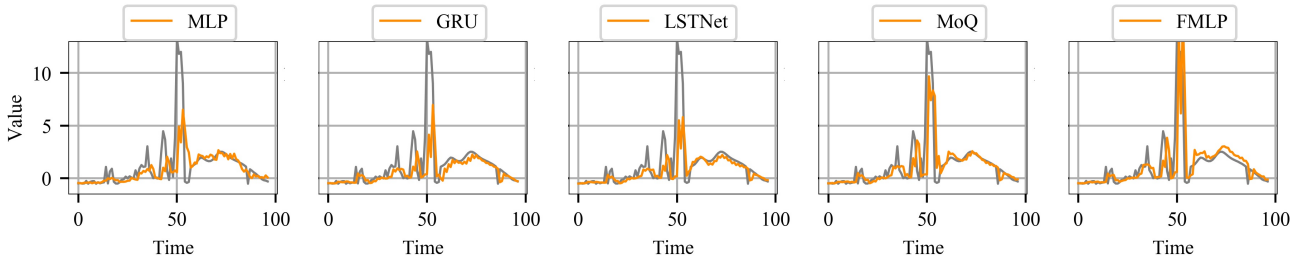 MLP GRU LSTNet MoQ FMLP
10
5
0
Value
0 50 100 0 50 100 0 50 100 0 50 100 0 50 100
Time Time Time Time Time